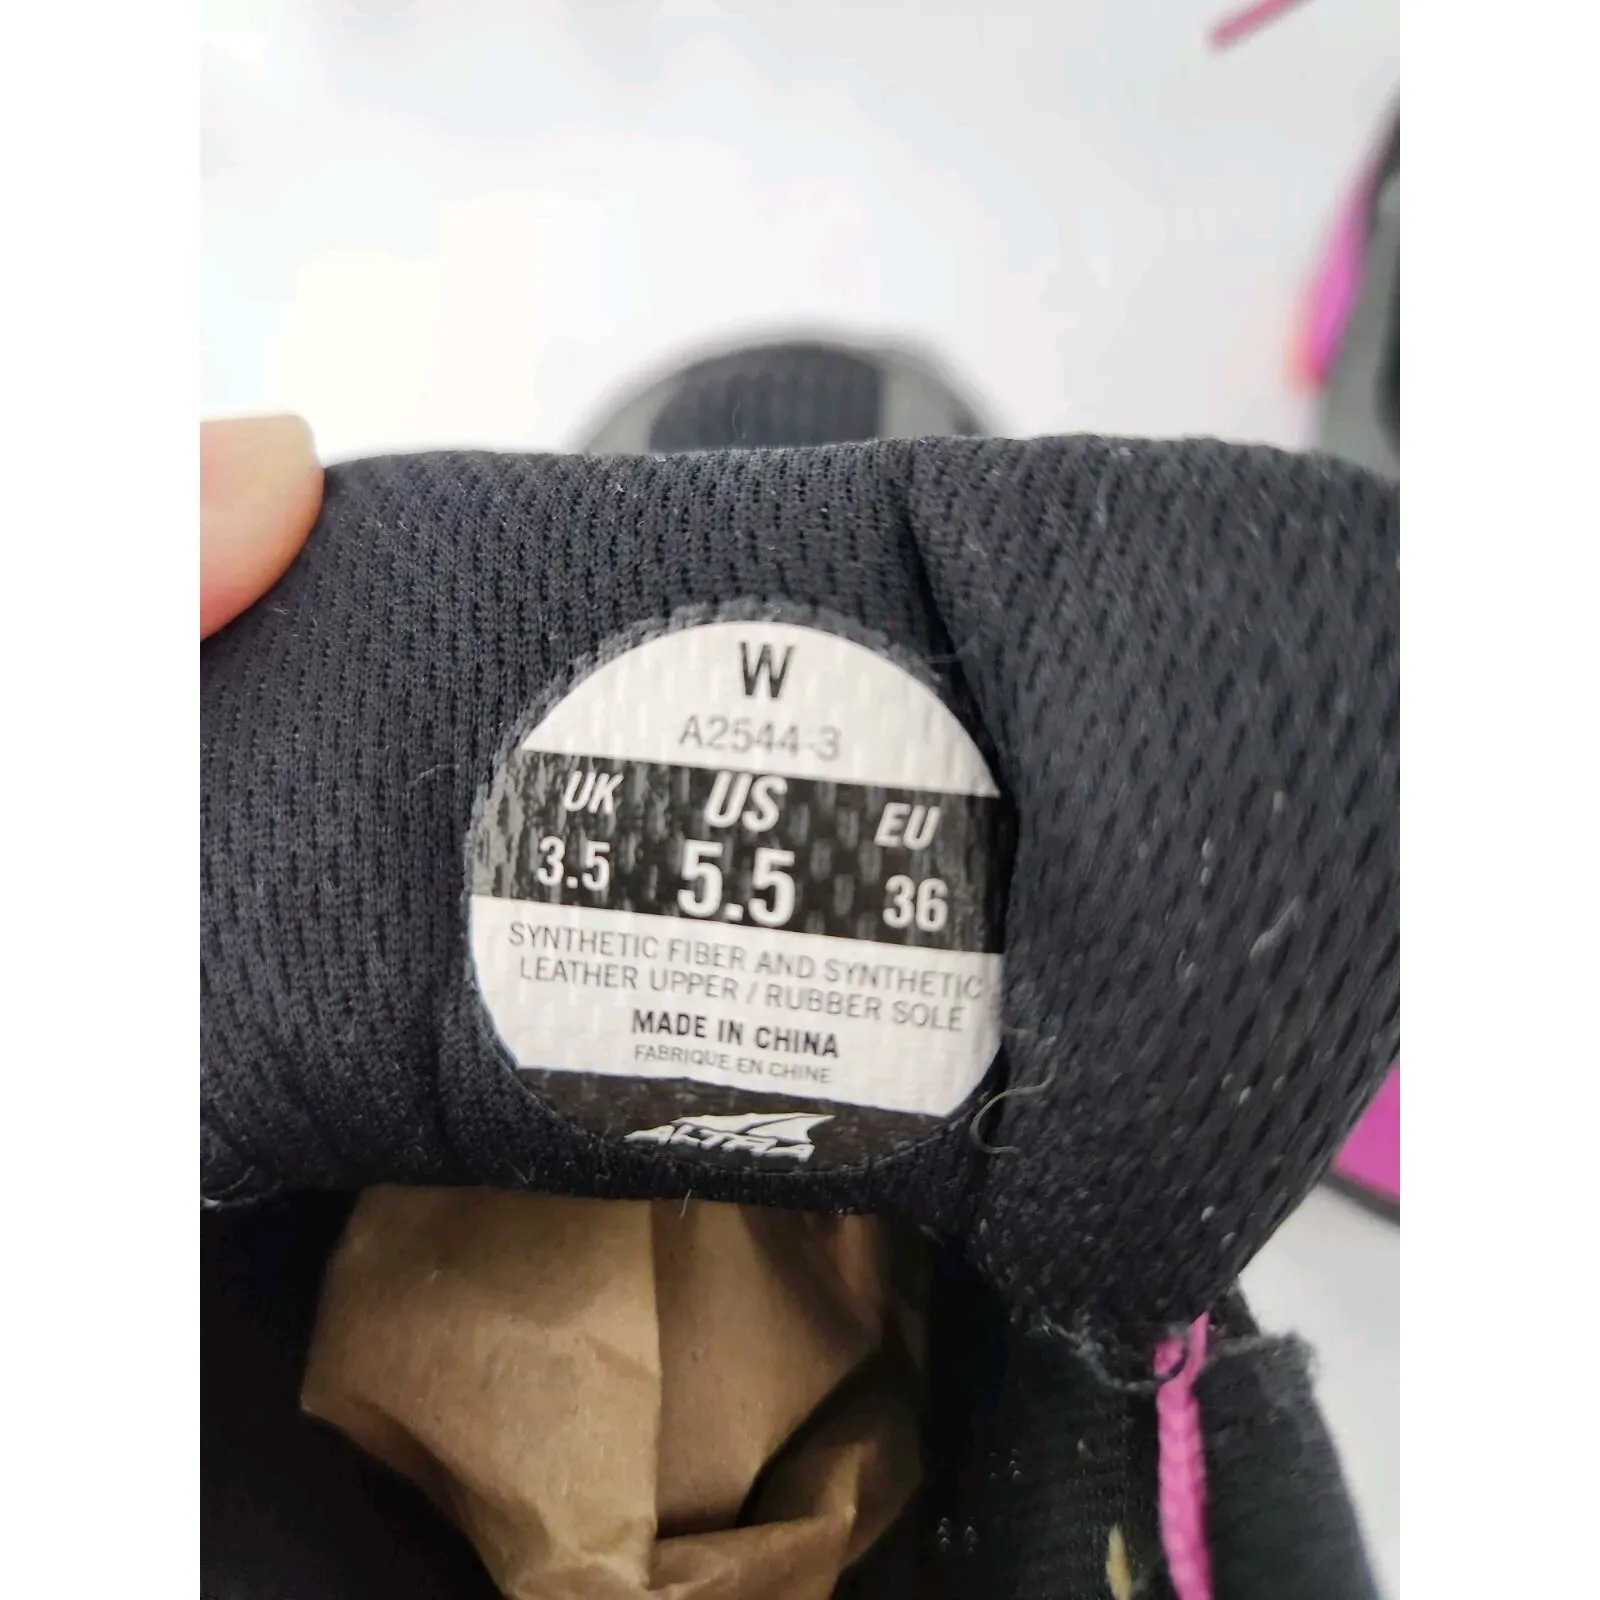 W
A2544-3
UK US EU
3.5 5.5 36
SYNTHETIC FIBER AND SYNTHETIC
LEATHER UPPER / RUBBER SOLE
MADE IN CHINA
FABRIQUE EN CHINE
ALTRA